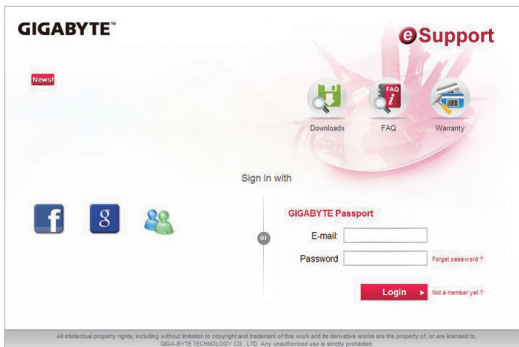 GIGABYTE™
eSupport
News!
Downloads
FAQ
FAQ
Warranty
Sign in with
or
GIGABYTE Passport
E-mail:
Password
Forget password ?
Login
Not a member yet ?
All intellectual property rights, including without limitation to copyright and trademark of this work and its derivative works are the property of, or are licensed to,
GIGA-BYTE TECHNOLOGY CO., LTD. Any unauthorized use is strictly prohibited.